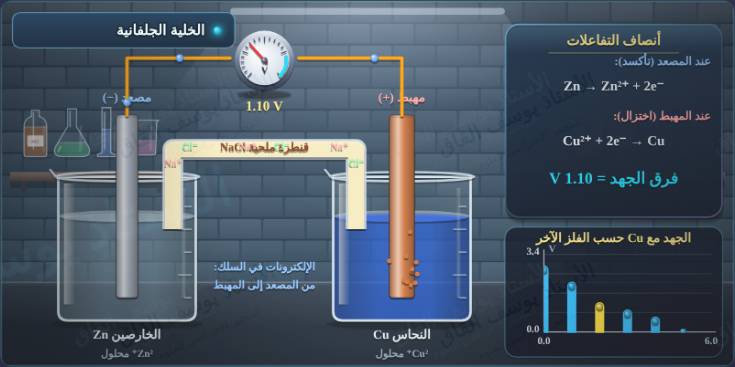 الخلية الجلفانية
مصعد (−)
1.10 V
مهبط (+)
قنطرة ملحية NaCl
Na⁺
Cl⁻
Na⁺
Cl⁻
الإلكترونات في السلك:
من المصعد إلى المهبط
الخارصين Zn
محلول Zn²⁺
النحاس Cu
محلول Cu²⁺
أنصاف التفاعلات
عند المصعد (تأكسد):
Zn → Zn²⁺ + 2e⁻
عند المهبط (اختزال):
Cu²⁺ + 2e⁻ → Cu
فرق الجهد = 1.10 V
الجهد مع Cu حسب الفلز الآخر
V
3.4
0.0
0.0
6.0